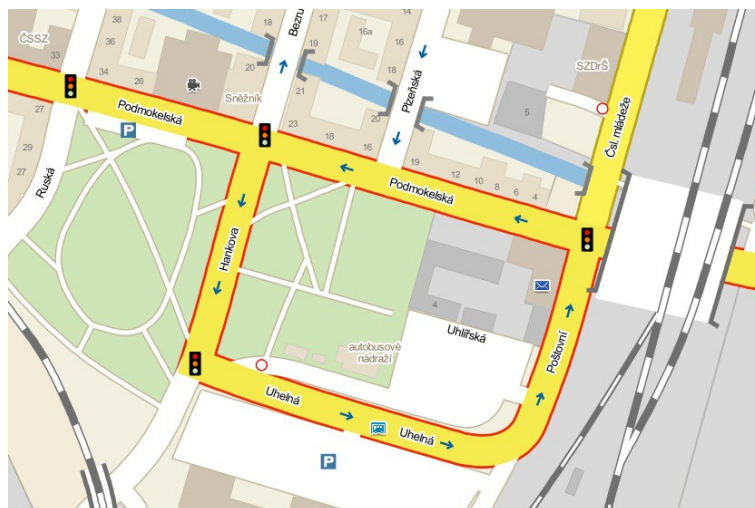 18
17
14
38
36
33
ČSSZ
34
26
20
Sněžník
Bezru
19
16a
16
18
Plzeňská
21
23
18
16
20
19
SZDrŠ
5
Čsl. mládeže
Podmokelská
P
27
27
29
Ruská
12
10
8
6
4
Podmokelská
Hankova
4
Uhlířská
Poštovní
autobusové
nádraží
Uhelná
Uhelná
P